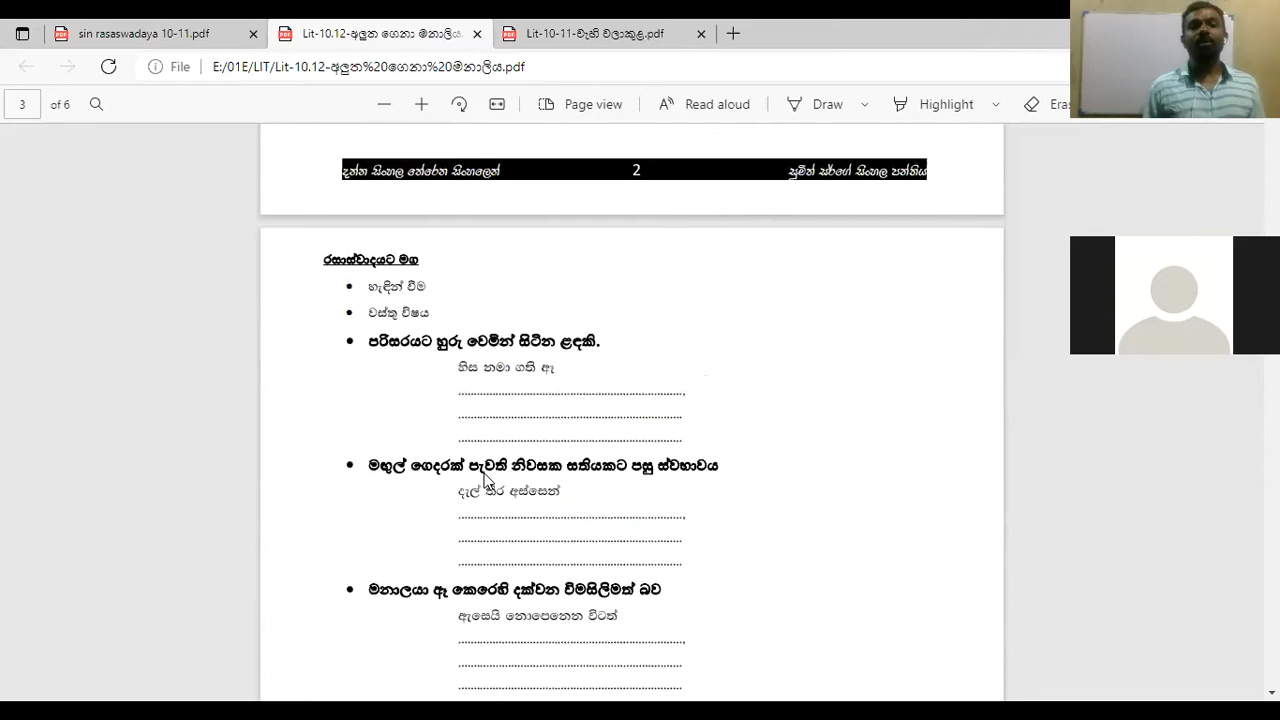 sin rasaswadaya 10-11.pdf
Lit-10.12-අලුත ගෙනා මනාලිය.
Lit-10-11-වැහි වලාකුළ.pdf
File
E:/01E/LIT/Lit-10.12-අලුත%20ගෙනා%20මනාලිය.pdf
3 of 6
Page view
Read aloud
Draw
Highlight
Eras
දන්න සිංහල තේරෙන සිංහලෙන්
2
සුමිත් සර්ගේ සිංහල පන්තිය
රසාස්වාදයට මග
• හැඳින් වීම
• වස්තු විෂය
• පරිසරයට හුරු වෙමින් සිටින ළඳකි.
හිස නමා ගති ඈ
................................................................,
................................................................
................................................................
• මඟුල් ගෙදරක් පැවති නිවසක සතියකට පසු ස්වභාවය
දැල් තිර අස්සෙන්
................................................................,
................................................................
................................................................
• මනාලයා ඈ කෙරෙහි දක්වන විමසිලිමත් බව
ඇසෙයි නොපෙනෙන විටත්
................................................................,
................................................................
................................................................